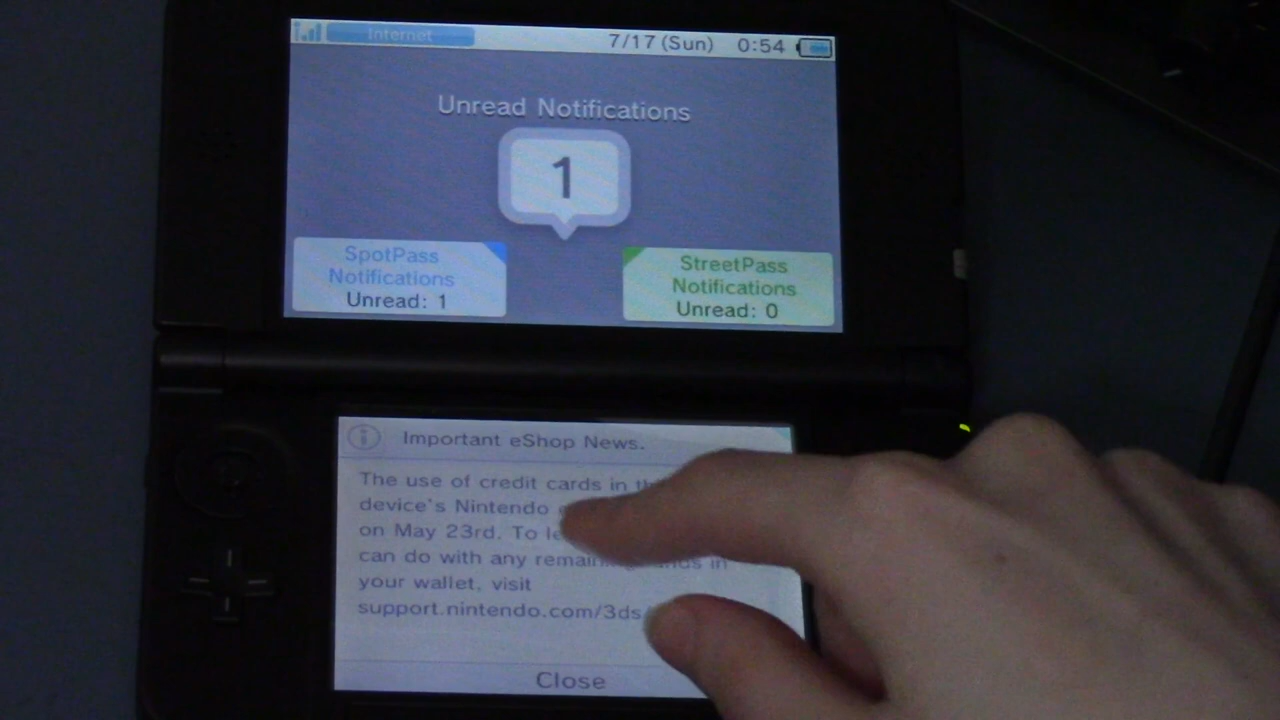 Internet
7/17 (Sun) 0:54
Unread Notifications
1
SpotPass
Notifications
Unread: 1
StreetPass
Notifications
Unread: 0
Important eShop News.
The use of credit cards in
device's Nintendo
on May 23rd. To
can do with any in
your wallet, visit
support.nintendo.com/3ds
Close